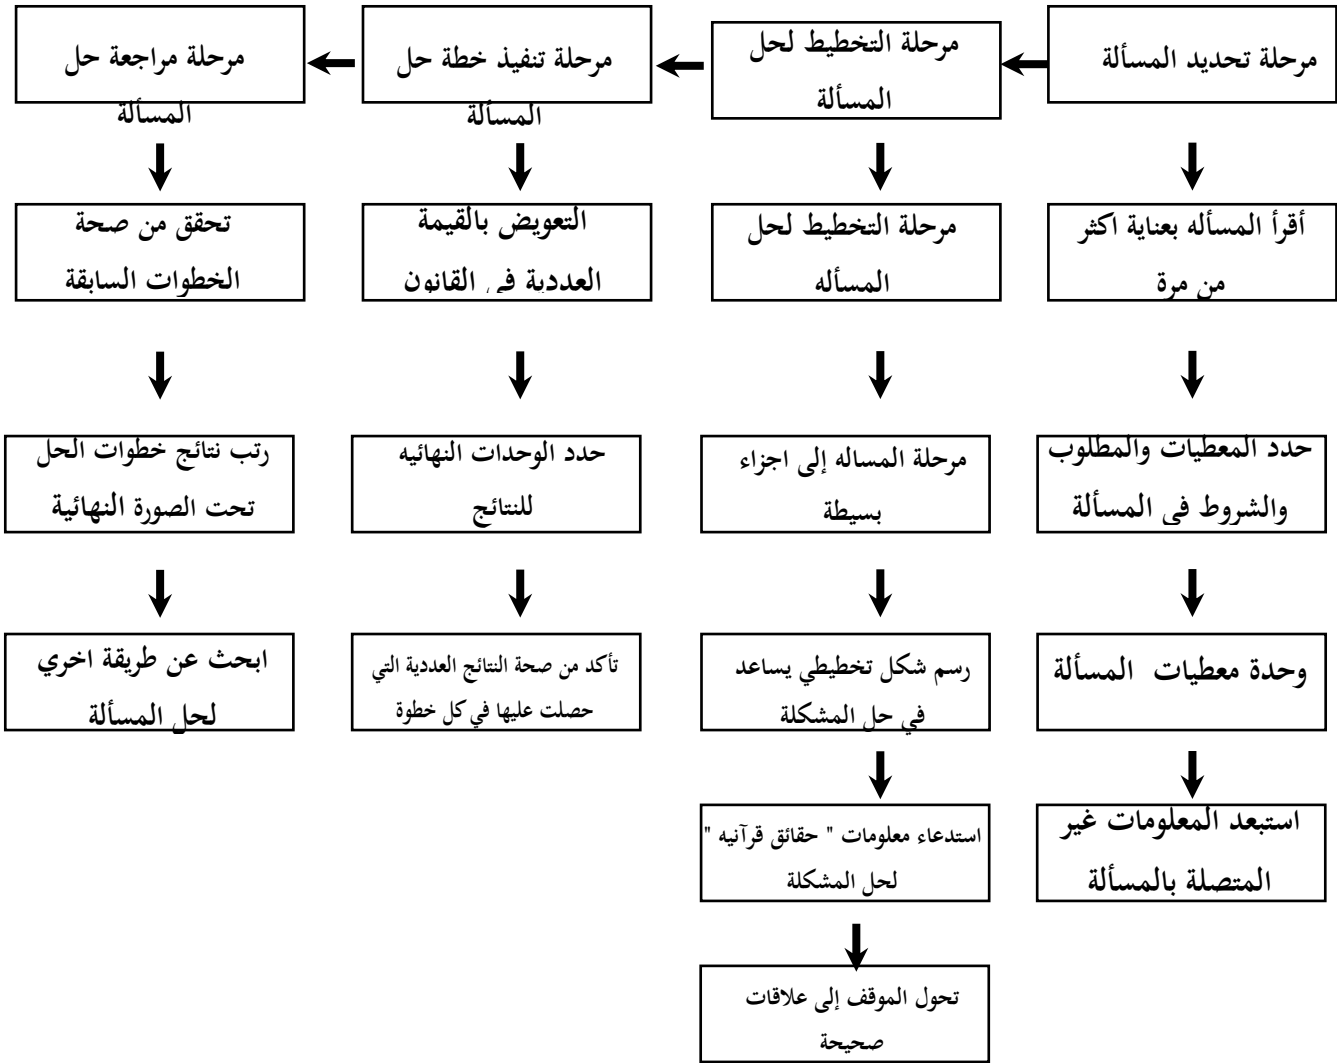 مرحلة تحديد المسألة
مرحلة التخطيط لحل
المسألة
مرحلة تنفيذ خطة حل
المسألة
مرحلة مراجعة حل
المسألة
أقرأ المسأله بعناية اكثر
من مرة
مرحلة التخطيط لحل
المسأله
التعويض بالقيمة
العددية في القانون
تحقق من صحة
الخطوات السابقة
حدد المعطيات والمطلوب
والشروط في المسألة
مرحلة المساله إلى اجزاء
بسيطة
حدد الوحدات النهائيه
للنتائج
رتب نتائج خطوات الحل
تحت الصورة النهائية
وحدة معطيات المسألة
رسم شكل تخطيطي يساعد
في حل المشكلة
تأكد من صحة النتائج العددية التي
حصلت عليها في كل خطوة
ابحث عن طريقة اخري
لحل المسألة
استبعد المعلومات غير
المتصلة بالمسألة
استدعاء معلومات " حقائق قرآنيه "
لحل المشكلة
تحول الموقف إلى علاقات
صحيحة